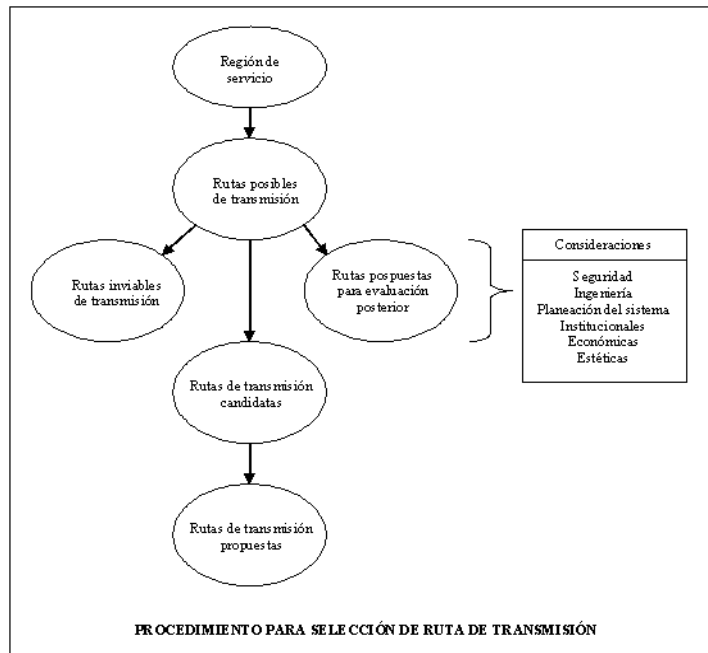 Región de
servicio
Rutas posibles
de transmisión
Rutas inviables
de transmisión
Rutas pospuestas
para evaluación
posterior
Consideraciones
Seguridad
Ingeniería
Planeación del sistema
Institucionales
Económicas
Estéticas
Rutas de transmisión
candidatas
Rutas de transmisión
propuestas
PROCEDIMIENTO PARA SELECCIÓN DE RUTA DE TRANSMISIÓN